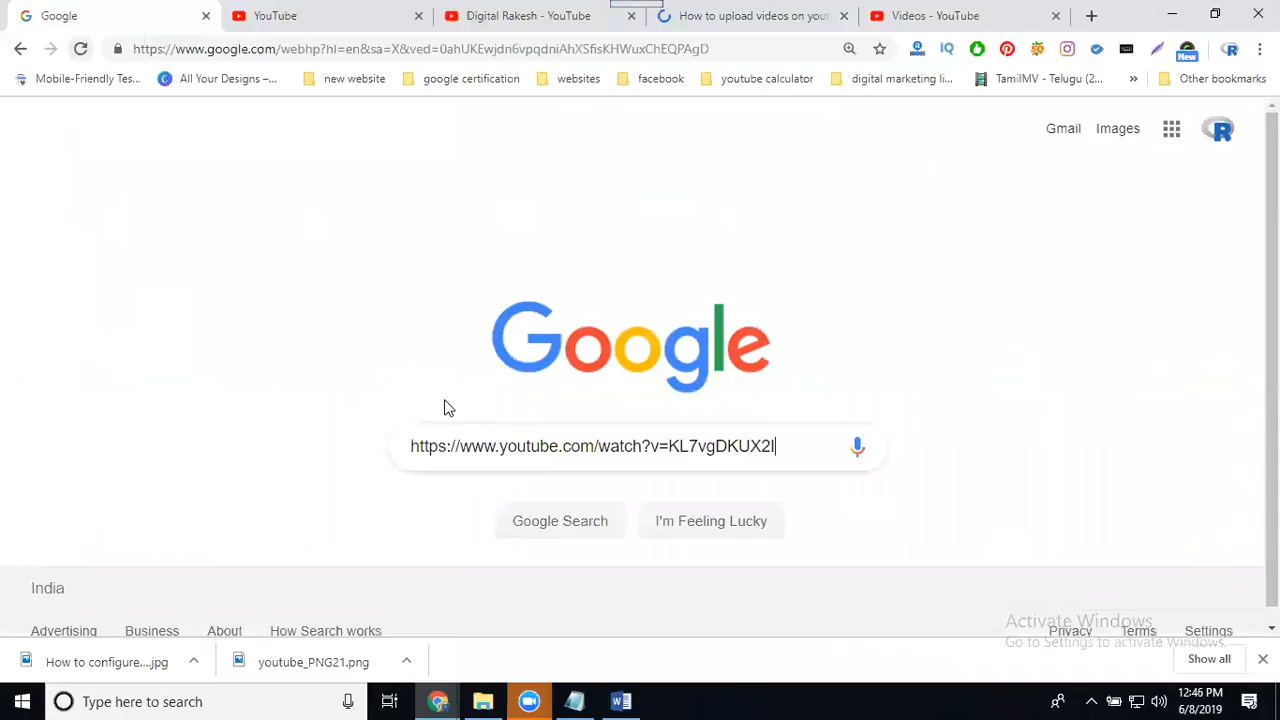 Google
YouTube
Digital Rakesh - YouTube
How to upload videos on yout
Videos - YouTube
https://www.google.com/webhp?hl=en&sa=X&ved=0ahUKEwjdn6vpqdniAhXSfisKHWuxChEQPAgD
New
Mobile-Friendly Tes...
All Your Designs –...
new website
google certification
websites
facebook
youtube calculator
digital marketing li...
TamilMV - Telugu (2...
»
Other bookmarks
Gmail
Images
R
Google
https://www.youtube.com/watch?v=KL7vgDKUX2I
Google Search
I'm Feeling Lucky
India
Advertising
Business
About
How Search works
Privacy
Terms
Settings
Activate Windows
Go to Settings to activate Windows.
How to configure....jpg
youtube_PNG21.png
Show all
Type here to search
12:46 PM
6/8/2019